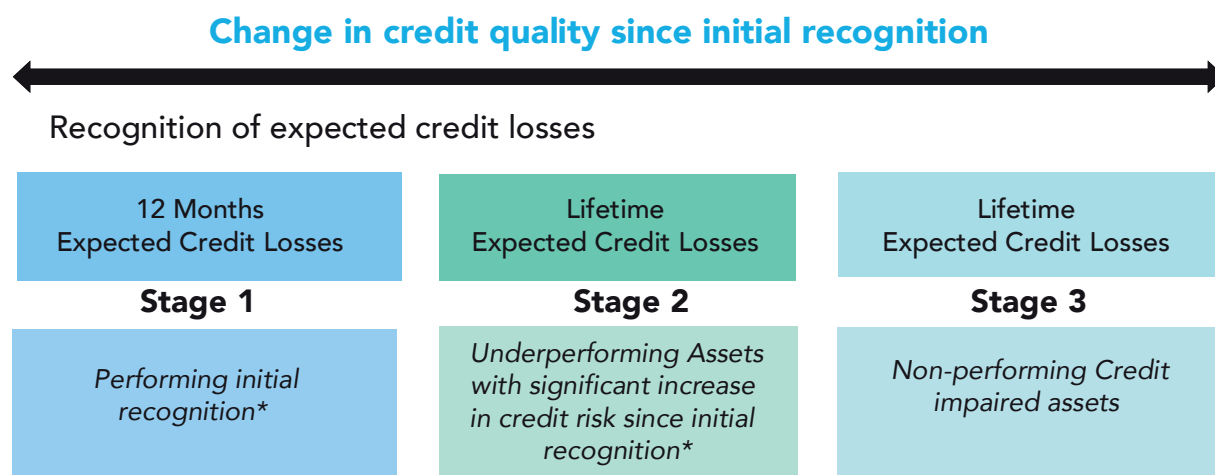 Change in credit quality since initial recognition
Recognition of expected credit losses
12 Months
Expected Credit Losses
Lifetime
Expected Credit Losses
Lifetime
Expected Credit Losses
Stage 1
Stage 2
Stage 3
Performing initial
recognition*
Underperforming Assets
with significant increase
in credit risk since initial
recognition*
Non-performing Credit
impaired assets